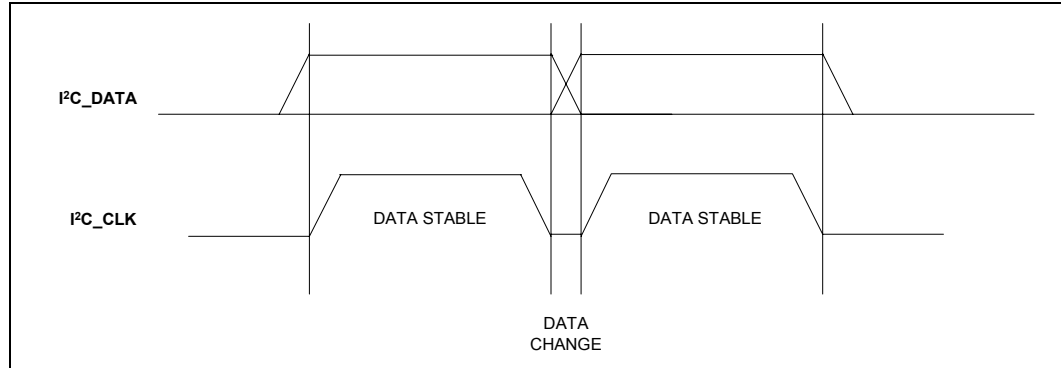 I²C_DATA
I²C_CLK
DATA STABLE
DATA STABLE
DATA
CHANGE